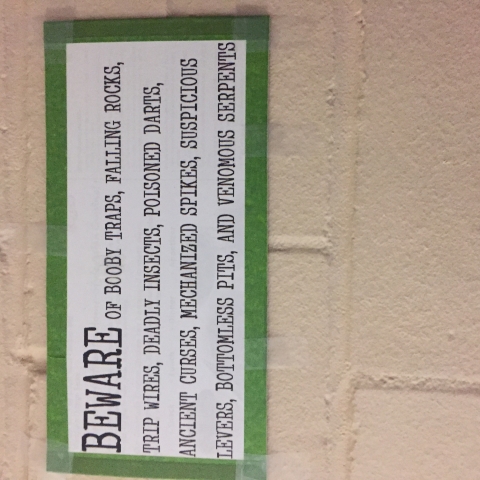 BEWARE OF BOOBY TRAPS, FALLING ROCKS,
TRIP WIRES, DEADLY INSECTS, POISONED DARTS,
ANCIENT CURSES, MECHANIZED SPIKES, SUSPICIOUS
LEVERS, BOTTOMLESS PITS, AND VENOMOUS SERPENTS